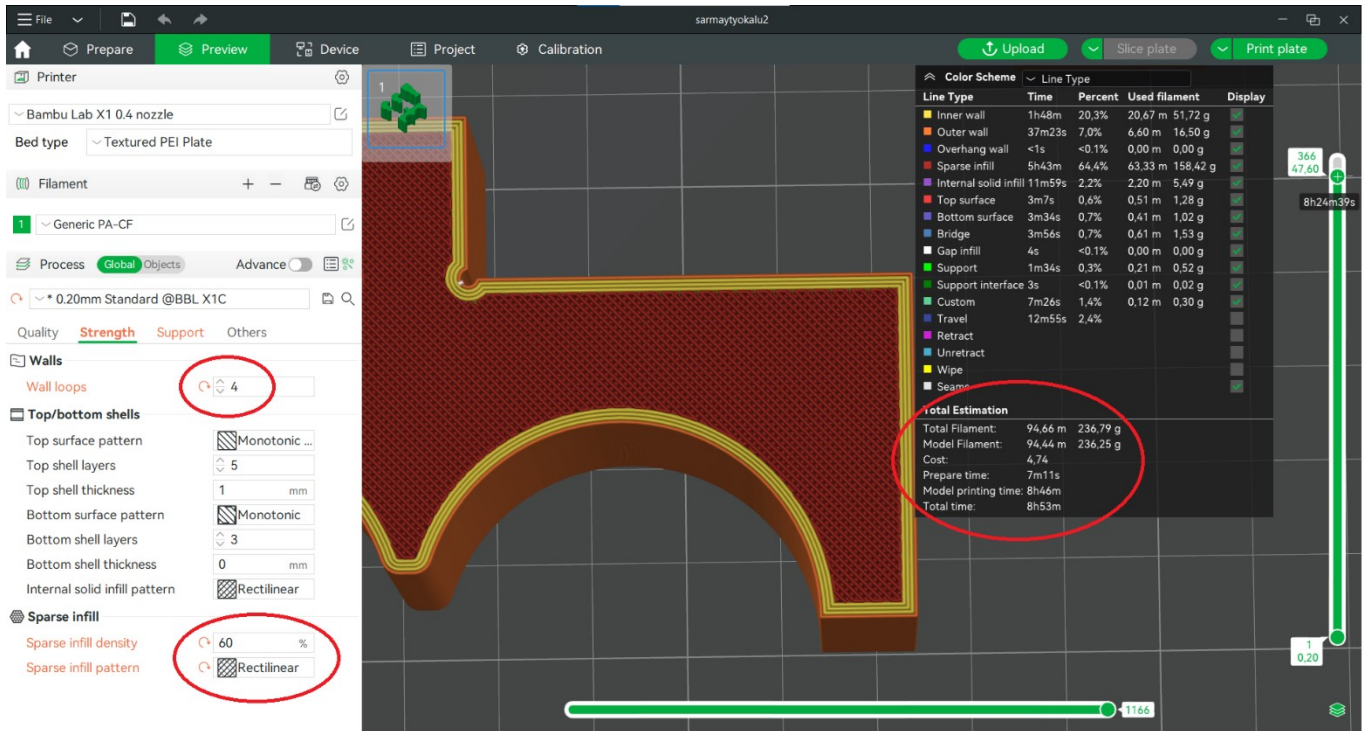 File
sarmaytyokalu2
Prepare
Preview
Device
Project
Calibration
Upload
Slice plate
Print plate
Printer
Bambu Lab X1 0.4 nozzle
Bed type Textured PEI Plate
Filament
1 Generic PA-CF
Process Global Objects Advance
* 0.20mm Standard @BBL X1C
Quality Strength Support Others
Walls
Wall loops 4
Top/bottom shells
Top surface pattern Monotonic ...
Top shell layers 5
Top shell thickness 1 mm
Bottom surface pattern Monotonic
Bottom shell layers 3
Bottom shell thickness 0 mm
Internal solid infill pattern Rectilinear
Sparse infill
Sparse infill density 60 %
Sparse infill pattern Rectilinear
1
Color Scheme Line Type
Line Type Time Percent Used filament Display
Inner wall 1h48m 20,3% 20,67 m 51,72 g
Outer wall 37m23s 7,0% 6,60 m 16,50 g
Overhang wall <1s <0.1% 0,00 m 0,00 g
Sparse infill 5h43m 64,4% 63,33 m 158,42 g
Internal solid infill 11m59s 2,2% 2,20 m 5,49 g
Top surface 3m7s 0,6% 0,51 m 1,28 g
Bottom surface 3m34s 0,7% 0,41 m 1,02 g
Bridge 3m56s 0,7% 0,61 m 1,53 g
Gap infill 4s <0.1% 0,00 m 0,00 g
Support 1m34s 0,3% 0,21 m 0,52 g
Support interface 3s <0.1% 0,01 m 0,02 g
Custom 7m26s 1,4% 0,12 m 0,30 g
Travel 12m55s 2,4%
Retract
Unretract
Wipe
Seams
Total Estimation
Total Filament: 94,66 m 236,79 g
Model Filament: 94,44 m 236,25 g
Cost: 4,74
Prepare time: 7m11s
Model printing time: 8h46m
Total time: 8h53m
366
47,60
8h24m39s
1
0,20
1166